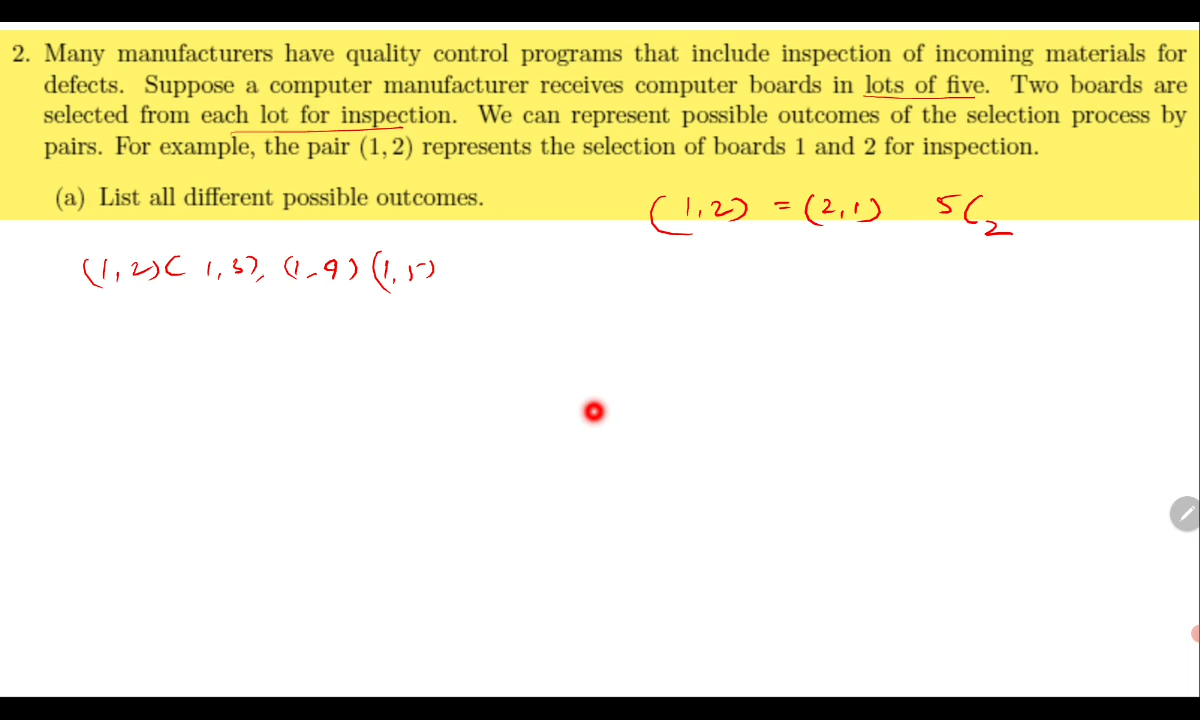 2. Many manufacturers have quality control programs that include inspection of incoming materials for
defects. Suppose a computer manufacturer receives computer boards in lots of five. Two boards are
selected from each lot for inspection. We can represent possible outcomes of the selection process by
pairs. For example, the pair (1, 2) represents the selection of boards 1 and 2 for inspection.
(a) List all different possible outcomes.
(1,2) = (2,1) 5C2
(1,2) (1,3), (1,4) (1,5)